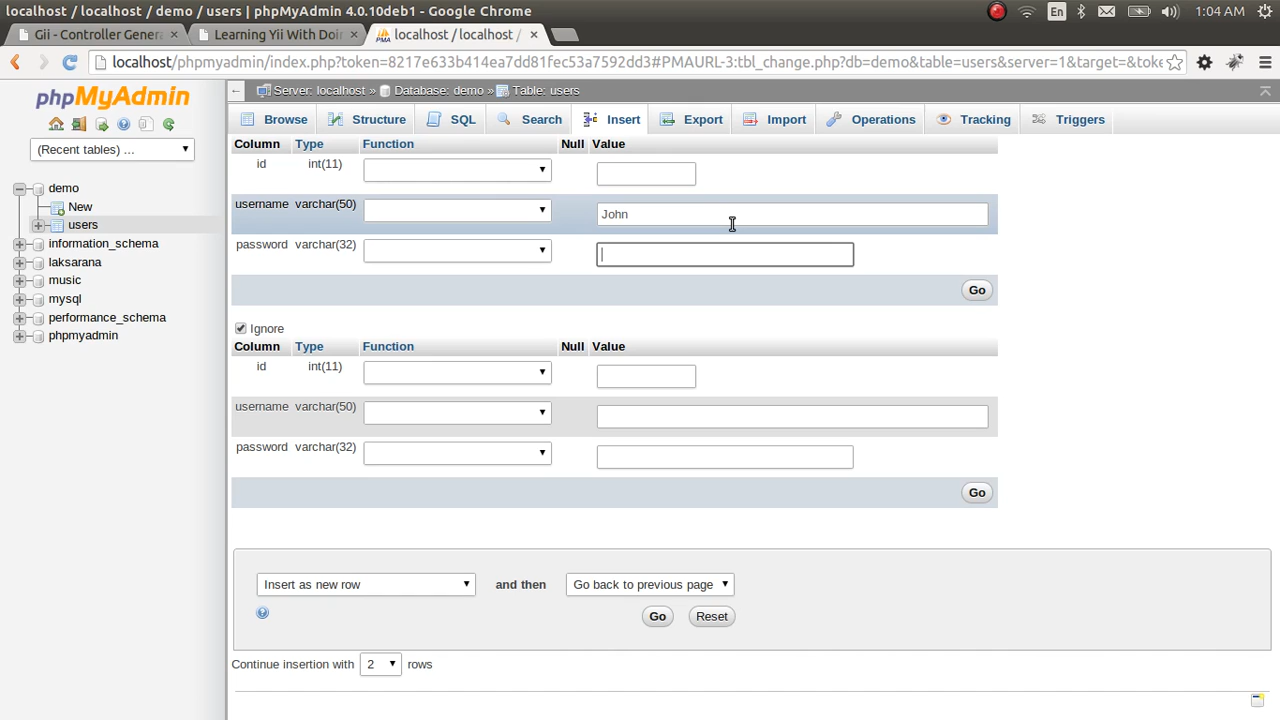 localhost / localhost / demo / users | phpMyAdmin 4.0.10deb1 - Google Chrome
En
1:04 AM
Gii - Controller Genera
Learning Yii With Doin
localhost / localhost /
localhost/phpmyadmin/index.php?token=8217e633b414ea7dd81fec53a7592dd3#PMAURL-3:tbl_change.php?db=demo&table=users&server=1&target=&toke
phpMyAdmin
(Recent tables) ...
demo
New
users
information_schema
laksarana
music
mysql
performance_schema
phpmyadmin
Server: localhost » Database: demo » Table: users
Browse Structure SQL Search Insert Export Import Operations Tracking Triggers
Column Type Function Null Value
id int(11)
username varchar(50) John
password varchar(32)
Go
Ignore
Column Type Function Null Value
id int(11)
username varchar(50)
password varchar(32)
Go
Insert as new row and then Go back to previous page
Go Reset
Continue insertion with 2 rows